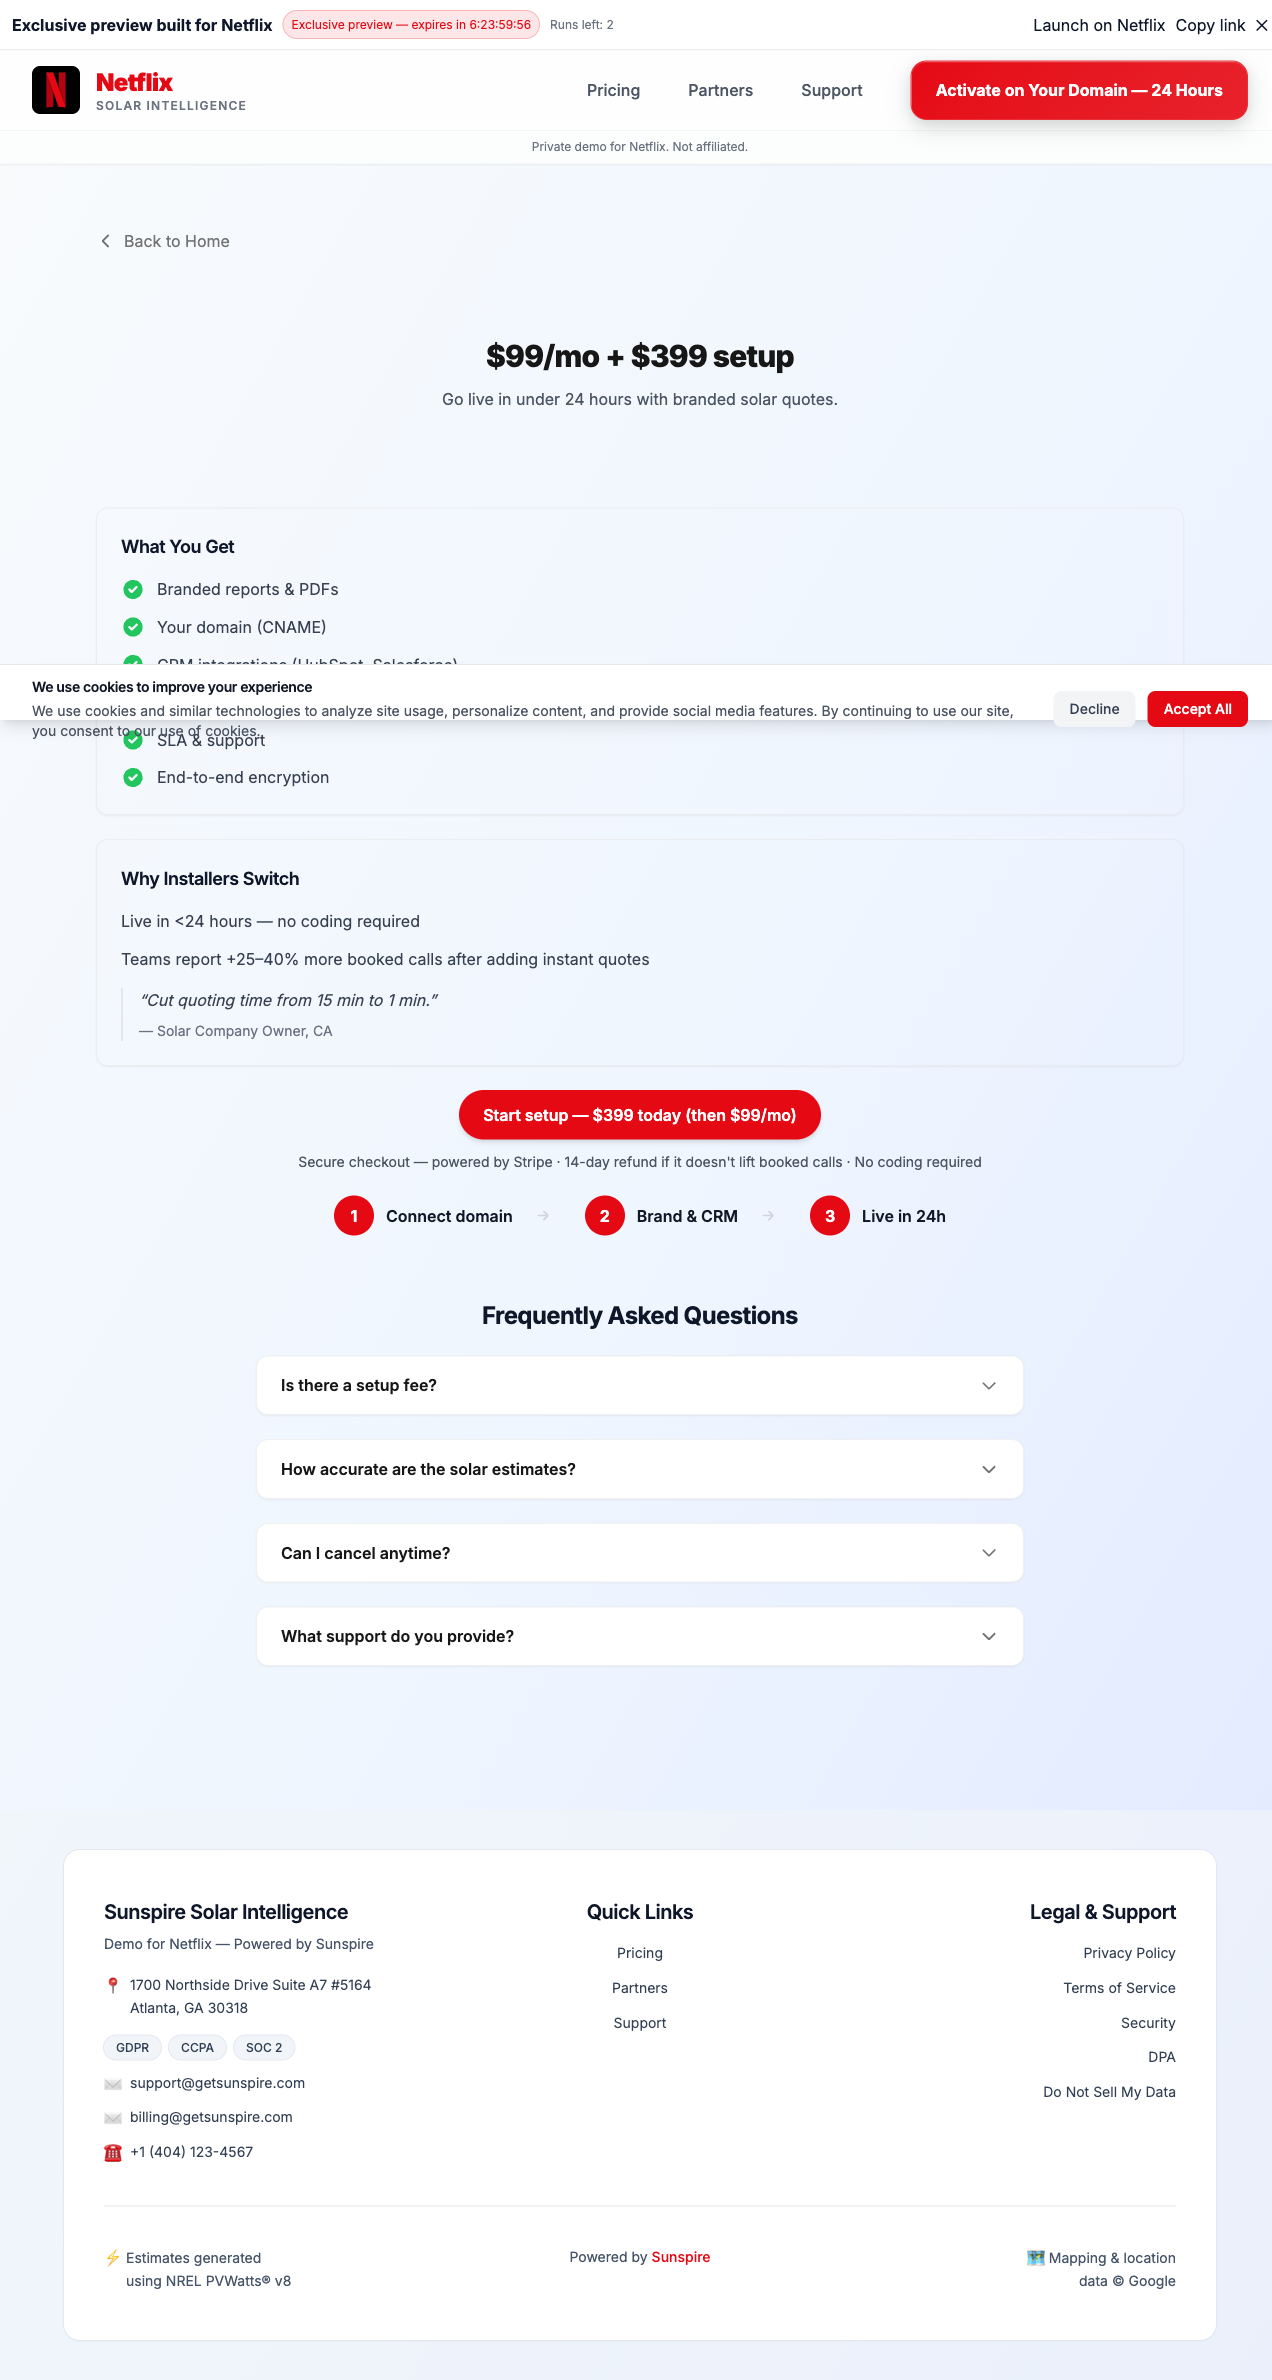 Exclusive preview built for Netflix
Exclusive preview — expires in 6:23:59:56
Runs left: 2
Launch on Netflix
Copy link
Netflix
SOLAR INTELLIGENCE
Pricing
Partners
Support
Activate on Your Domain — 24 Hours
Private demo for Netflix. Not affiliated.
Back to Home
$99/mo + $399 setup
Go live in under 24 hours with branded solar quotes.
What You Get
Branded reports & PDFs
Your domain (CNAME)
CRM integrations (HubSpot, Salesforce)
We use cookies to improve your experience
We use cookies and similar technologies to analyze site usage, personalize content, and provide social media features. By continuing to use our site,
you consent to our use of cookies.
Decline
Accept All
SLA & support
End-to-end encryption
Why Installers Switch
Live in <24 hours — no coding required
Teams report +25–40% more booked calls after adding instant quotes
“Cut quoting time from 15 min to 1 min.”
— Solar Company Owner, CA
Start setup — $399 today (then $99/mo)
Secure checkout — powered by Stripe · 14-day refund if it doesn't lift booked calls · No coding required
1 Connect domain → 2 Brand & CRM → 3 Live in 24h
Frequently Asked Questions
Is there a setup fee?
How accurate are the solar estimates?
Can I cancel anytime?
What support do you provide?
Sunspire Solar Intelligence
Demo for Netflix — Powered by Sunspire
1700 Northside Drive Suite A7 #5164
Atlanta, GA 30318
GDPR
CCPA
SOC 2
support@getsunspire.com
billing@getsunspire.com
+1 (404) 123-4567
Quick Links
Pricing
Partners
Support
Legal & Support
Privacy Policy
Terms of Service
Security
DPA
Do Not Sell My Data
Estimates generated
using NREL PVWatts® v8
Powered by Sunspire
Mapping & location
data © Google